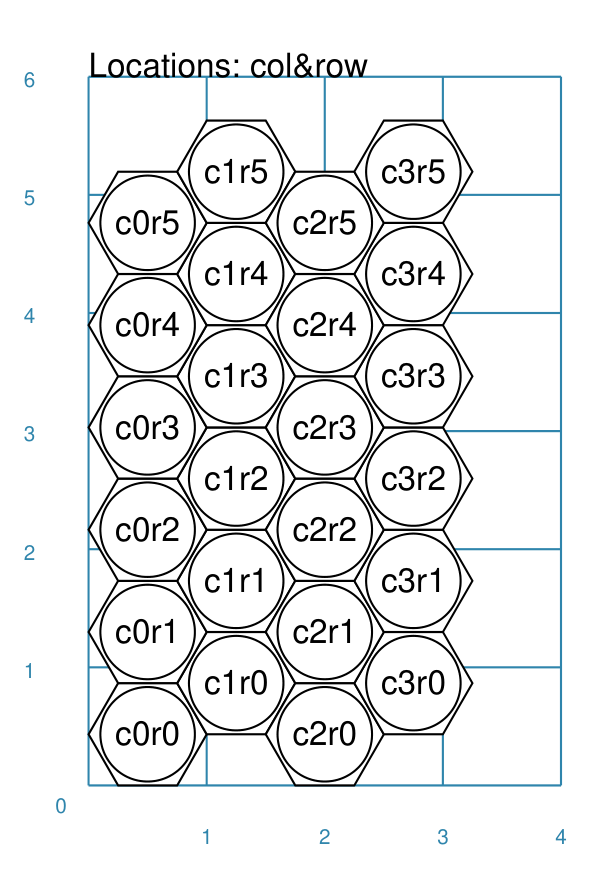 Locations: col&row
6
c1r5 c3r5
5
c0r5 c2r5
c1r4 c3r4
4
c0r4 c2r4
c1r3 c3r3
3
c0r3 c2r3
c1r2 c3r2
2
c0r2 c2r2
c1r1 c3r1
c0r1 c2r1
1
c1r0 c3r0
c0r0 c2r0
0
1 2 3 4